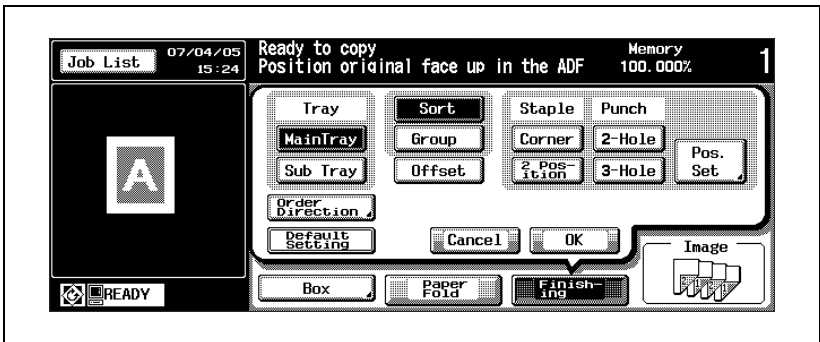 Job List
07/04/05
15:24
Ready to copy
Position original face up in the ADF
Memory
100.000%
1
A
Tray
Sort
Staple
Punch
MainTray
Group
Corner
2-Hole
Sub Tray
Offset
2 Pos-
ition
3-Hole
Pos.
Set
Order
Direction
Default
Setting
Cancel
OK
Image
READY
Box
Paper
Fold
Finish-
ing